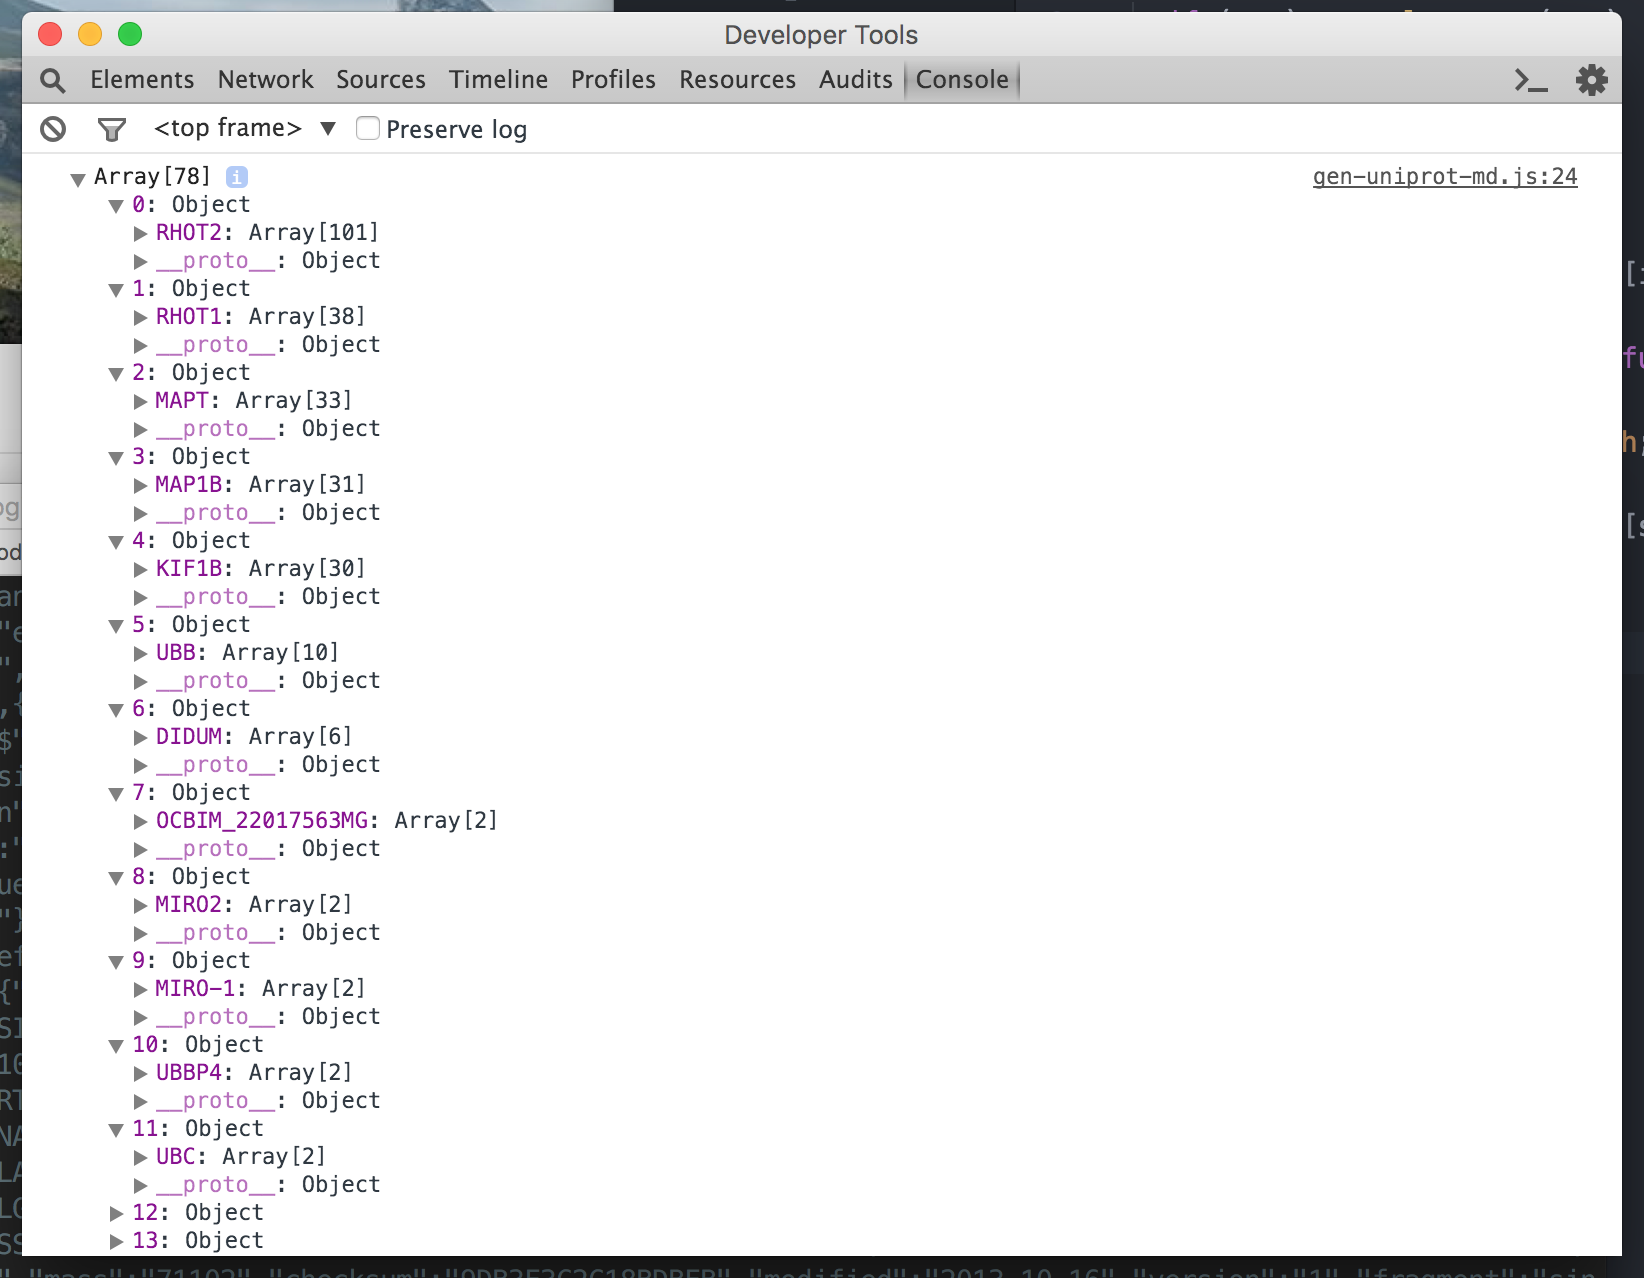 Developer Tools
Elements Network Sources Timeline Profiles Resources Audits Console
<top frame> ▼ Preserve log
▼ Array[78] i gen-uniprot-md.js:24
▼ 0: Object
▶ RHOT2: Array[101]
▶ __proto__: Object
▼ 1: Object
▶ RHOT1: Array[38]
▶ __proto__: Object
▼ 2: Object
▶ MAPT: Array[33]
▶ __proto__: Object
▼ 3: Object
▶ MAP1B: Array[31]
▶ __proto__: Object
▼ 4: Object
▶ KIF1B: Array[30]
▶ __proto__: Object
▼ 5: Object
▶ UBB: Array[10]
▶ __proto__: Object
▼ 6: Object
▶ DIDUM: Array[6]
▶ __proto__: Object
▼ 7: Object
▶ OCBIM_22017563MG: Array[2]
▶ __proto__: Object
▼ 8: Object
▶ MIRO2: Array[2]
▶ __proto__: Object
▼ 9: Object
▶ MIRO-1: Array[2]
▶ __proto__: Object
▼ 10: Object
▶ UBBP4: Array[2]
▶ __proto__: Object
▼ 11: Object
▶ UBC: Array[2]
▶ __proto__: Object
▶ 12: Object
▶ 13: Object